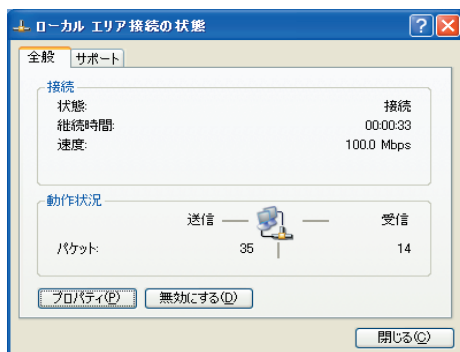 ローカル エリア接続の状態
全般 サポート
接続
状態: 接続
継続時間: 00:00:33
速度: 100.0 Mbps
動作状況
送信 受信
パケット: 35 14
プロパティ(P) 無効にする(D)
閉じる(C)